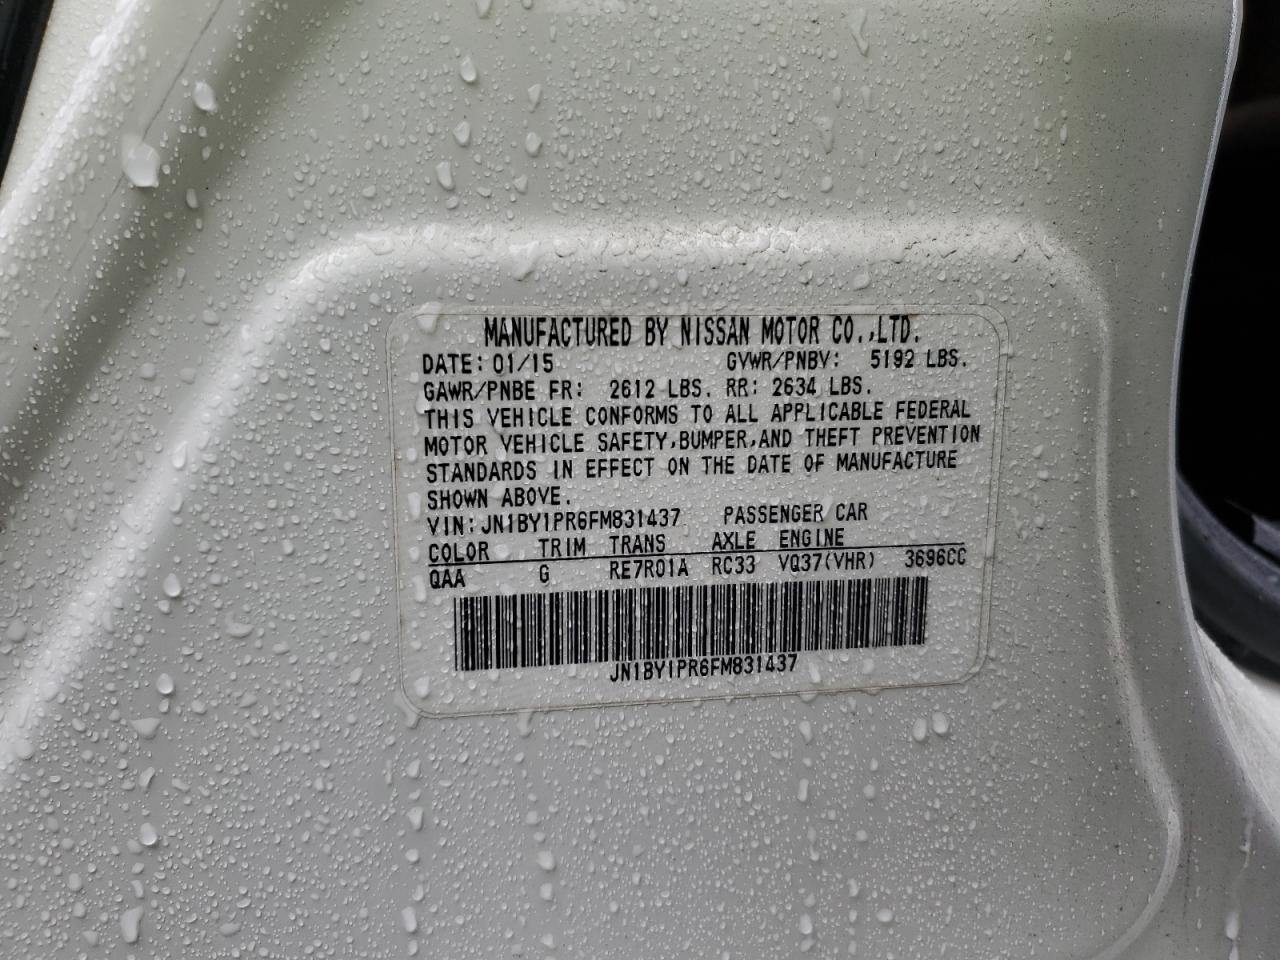 MANUFACTURED BY NISSAN MOTOR CO.,LTD.
DATE: 01/15 GVWR/PNBV: 5192 LBS.
GAWR/PNBE FR: 2612 LBS. RR: 2634 LBS.
THIS VEHICLE CONFORMS TO ALL APPLICABLE FEDERAL
MOTOR VEHICLE SAFETY,BUMPER,AND THEFT PREVENTION
STANDARDS IN EFFECT ON THE DATE OF MANUFACTURE
SHOWN ABOVE.
VIN: JN1BY1PR6FM831437 PASSENGER CAR
COLOR TRIM TRANS AXLE ENGINE
QAA G RE7R01A RC33 VQ37(VHR) 3696CC
JN1BY1PR6FM831437